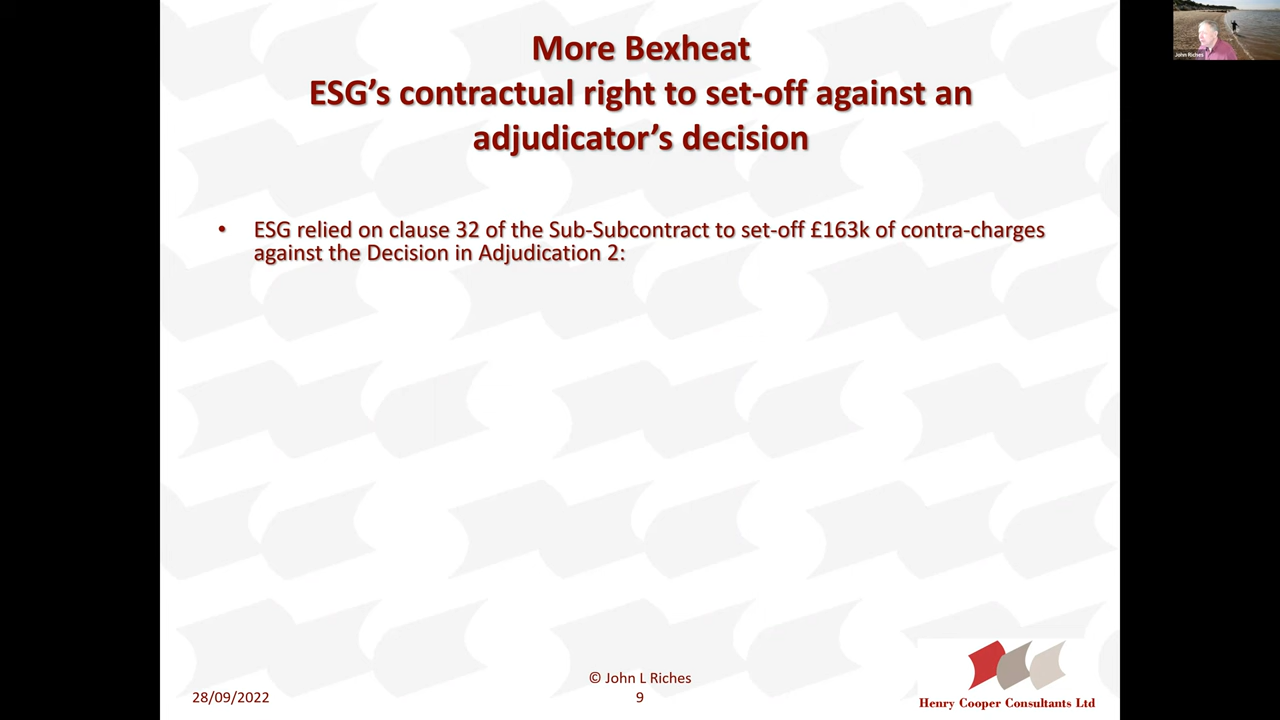 More Bexheat
ESG’s contractual right to set-off against an
adjudicator’s decision
• ESG relied on clause 32 of the Sub-Subcontract to set-off £163k of contra-charges
against the Decision in Adjudication 2:
© John L Riches
28/09/2022
9
Henry Cooper Consultants Ltd
John Riches